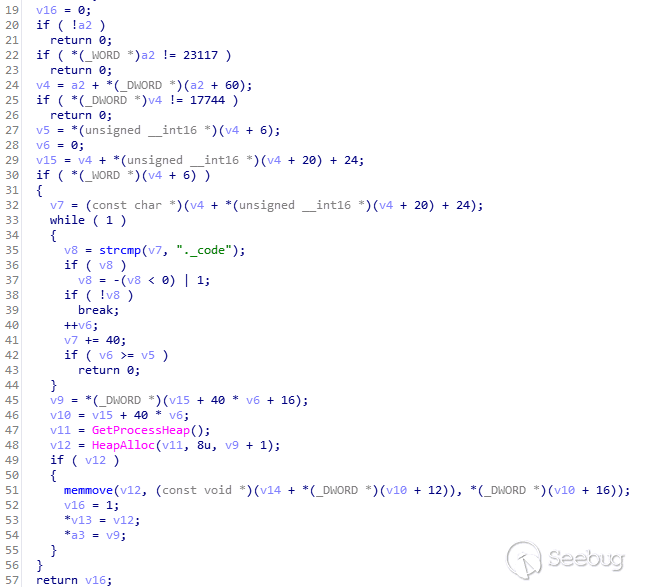 19 v16 = 0;
20 if ( !a2 )
21 return 0;
22 if ( *(_WORD *)a2 != 23117 )
23 return 0;
24 v4 = a2 + *(_DWORD *)(a2 + 60);
25 if ( *(_DWORD *)v4 != 17744 )
26 return 0;
27 v5 = *(unsigned __int16 *)(v4 + 6);
28 v6 = 0;
29 v15 = v4 + *(unsigned __int16 *)(v4 + 20) + 24;
30 if ( *(_WORD *)(v4 + 6) )
31 {
32 v7 = (const char *)(v4 + *(unsigned __int16 *)(v4 + 20) + 24);
33 while ( 1 )
34 {
35 v8 = strcmp(v7, "._code");
36 if ( v8 )
37 v8 = -(v8 < 0) | 1;
38 if ( !v8 )
39 break;
40 ++v6;
41 v7 += 40;
42 if ( v6 >= v5 )
43 return 0;
44 }
45 v9 = *(_DWORD *)(v15 + 40 * v6 + 16);
46 v10 = v15 + 40 * v6;
47 v11 = GetProcessHeap();
48 v12 = HeapAlloc(v11, 8u, v9 + 1);
49 if ( v12 )
50 {
51 memmove(v12, (const void *)(v14 + *(_DWORD *)(v10 + 12)), *(_DWORD *)(v10 + 16));
52 v16 = 1;
53 *v13 = v12;
54 *a3 = v9;
55 }
56 }
57 return v16;
Seebug